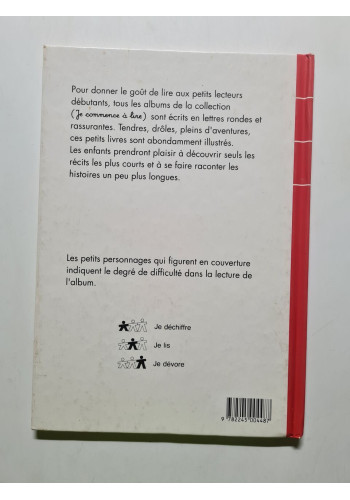 Pour donner le goût de lire aux petits lecteurs
débutants, tous les albums de la collection
(Je commence à lire) sont écrits en lettres rondes et
rassurantes. Tendres, drôles, pleins d'aventures,
ces petits livres sont abondamment illustrés.
Les enfants prendront plaisir à découvrir seuls les
récits les plus courts et à se faire raconter les
histoires un peu plus longues.
Les petits personnages qui figurent en couverture
indiquent le degré de difficulté dans la lecture de
l'album.
Je déchiffre
Je lis
Je dévore
9 782245 004487